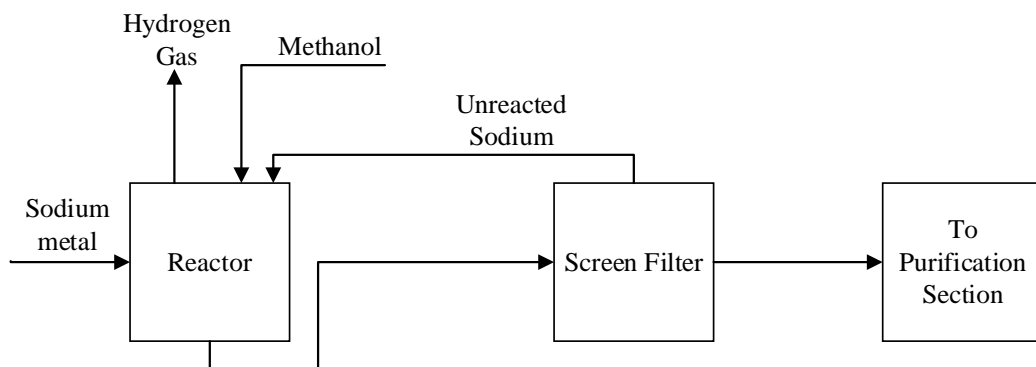 Hydrogen
Gas
Methanol
Unreacted
Sodium
Sodium
metal
Reactor
Screen Filter
To
Purification
Section